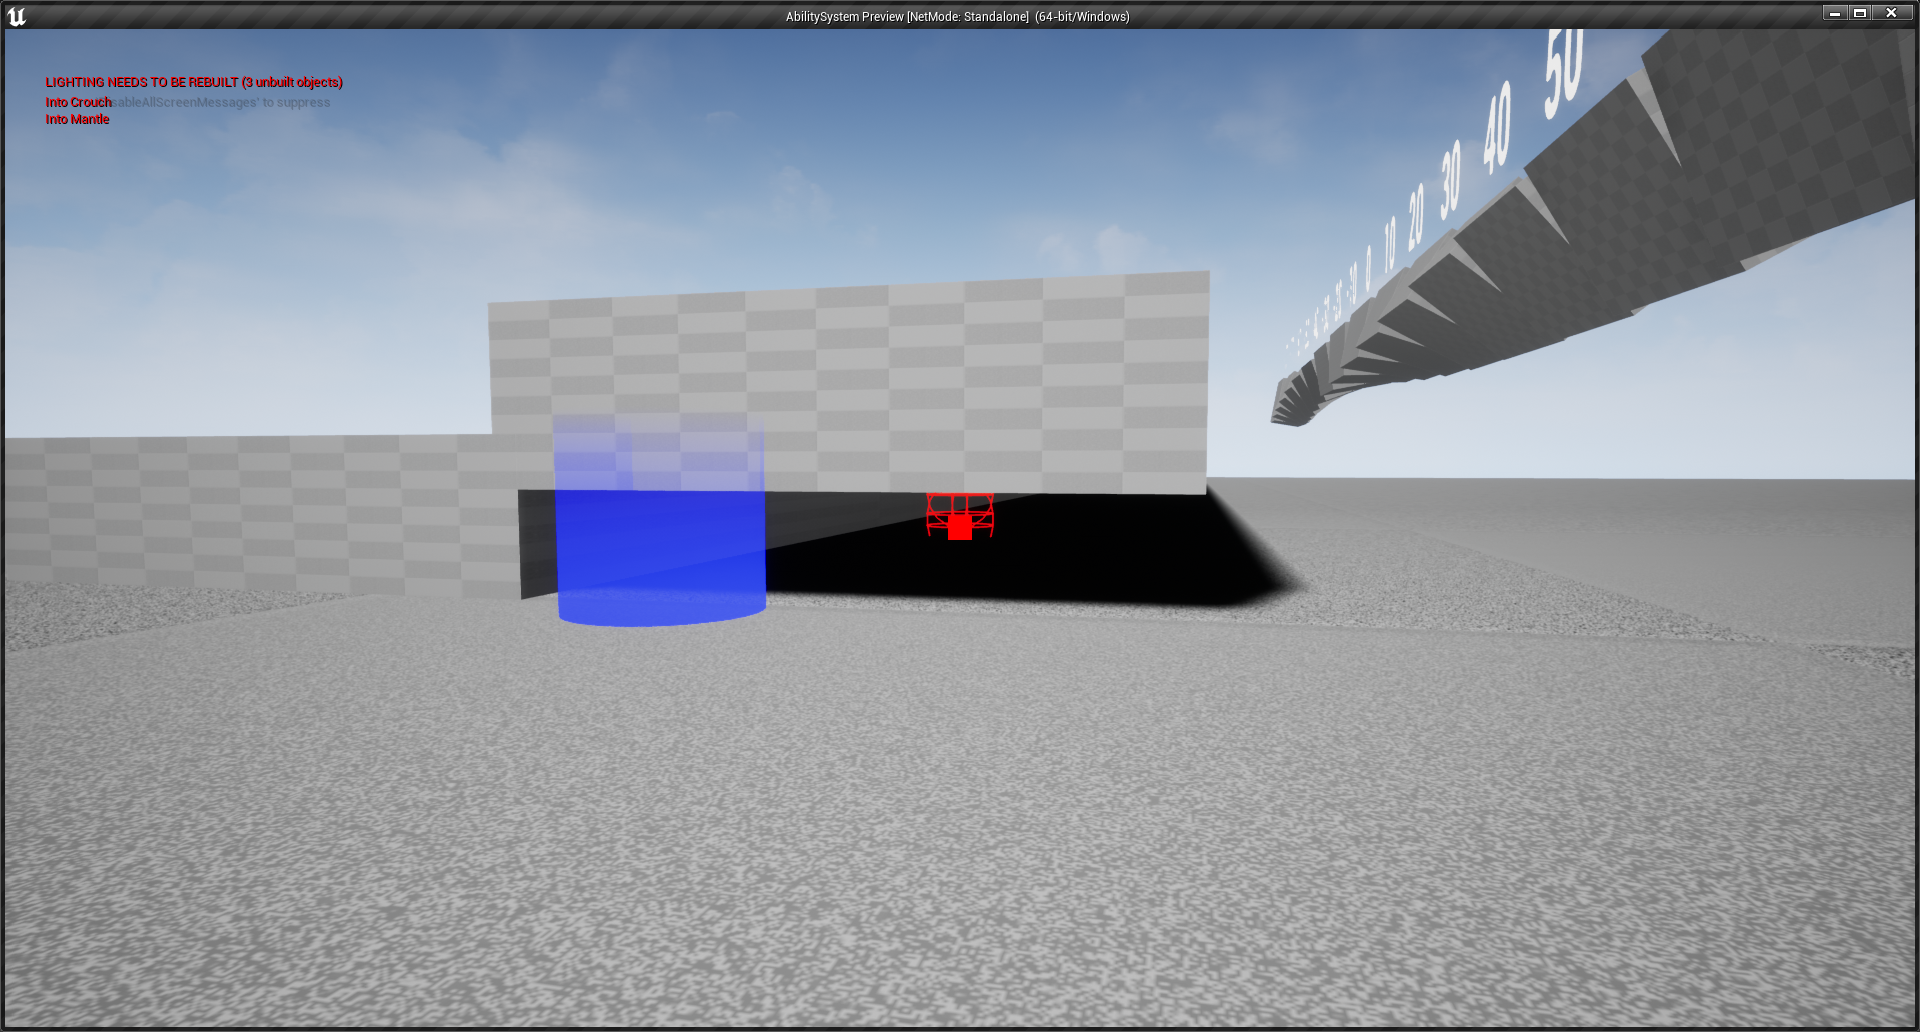 AbilitySystem Preview [NetMode: Standalone] (64-bit/Windows)
LIGHTING NEEDS TO BE REBUILT (3 unbuilt objects)
Into Crouch sableAllScreenMessages' to suppress
Into Mantle
50
40
30
20
10
0